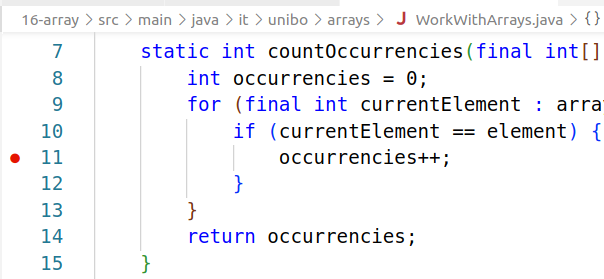 16-array > src > main > java > it > unibo > arrays > J WorkWithArrays.java > {}
7 static int countOccurrencies(final int[]
8 int occurrencies = 0;
9 for (final int currentElement : arra
10 if (currentElement == element) {
11 occurrencies++;
12 }
13 }
14 return occurrencies;
15 }